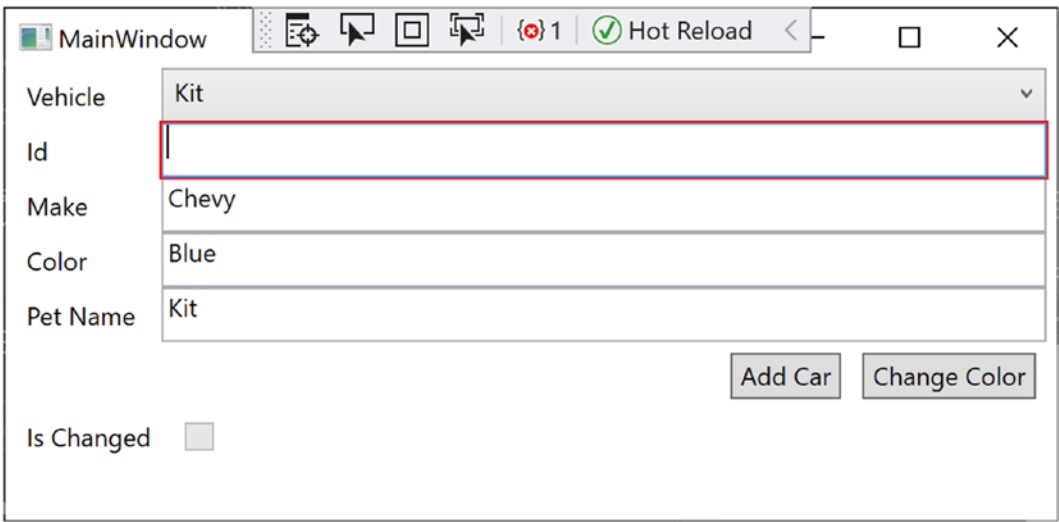 MainWindow
1 Hot Reload
Vehicle Kit
Id
Make Chevy
Color Blue
Pet Name Kit
Add Car Change Color
Is Changed